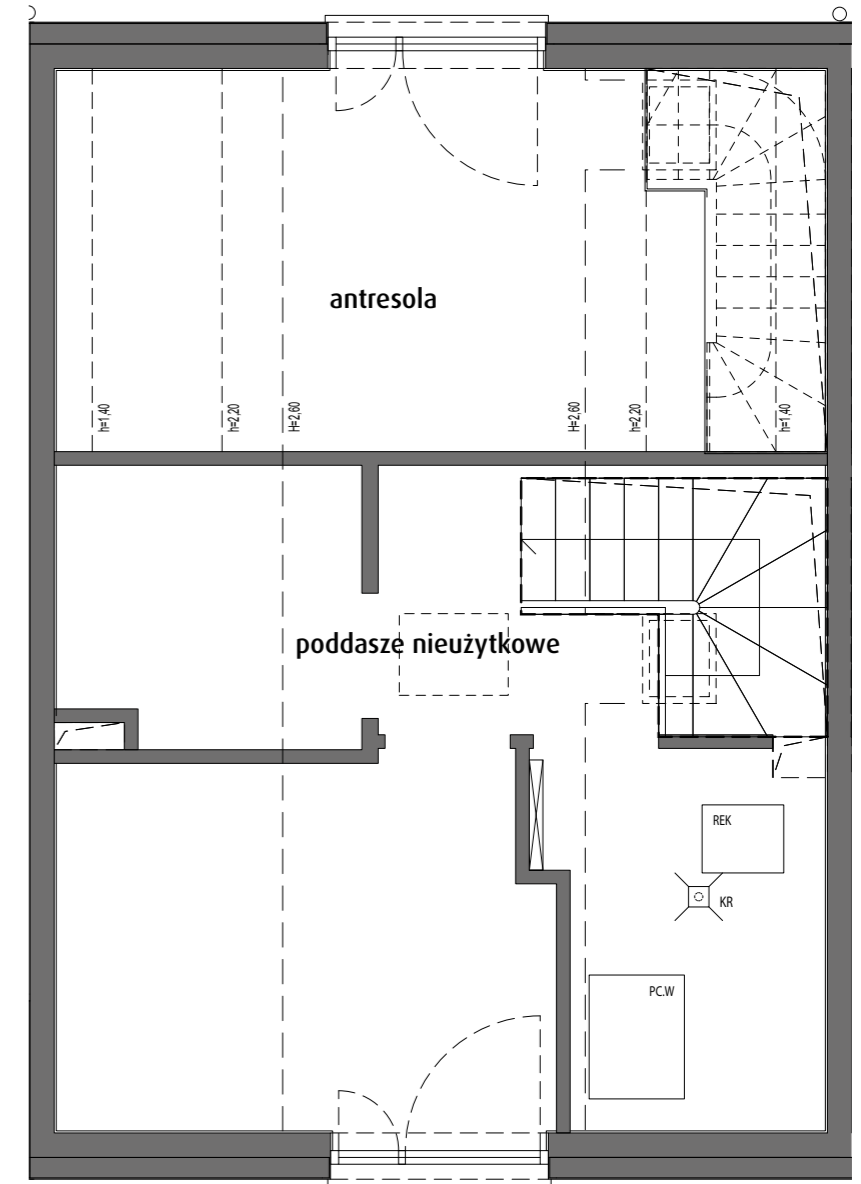 antresola
h=1,40
h=2,20
H=2,60
H=2,60
h=2,20
h=1,40
poddasze nieużytkowe
REK
KR
PC.W